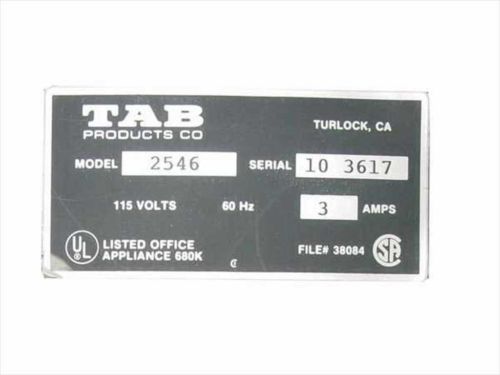 TAB
PRODUCTS CO
TURLOCK, CA
MODEL 2546 SERIAL 10 3617
115 VOLTS 60 Hz 3 AMPS
UL LISTED OFFICE
APPLIANCE 680K
FILE# 38084 SA